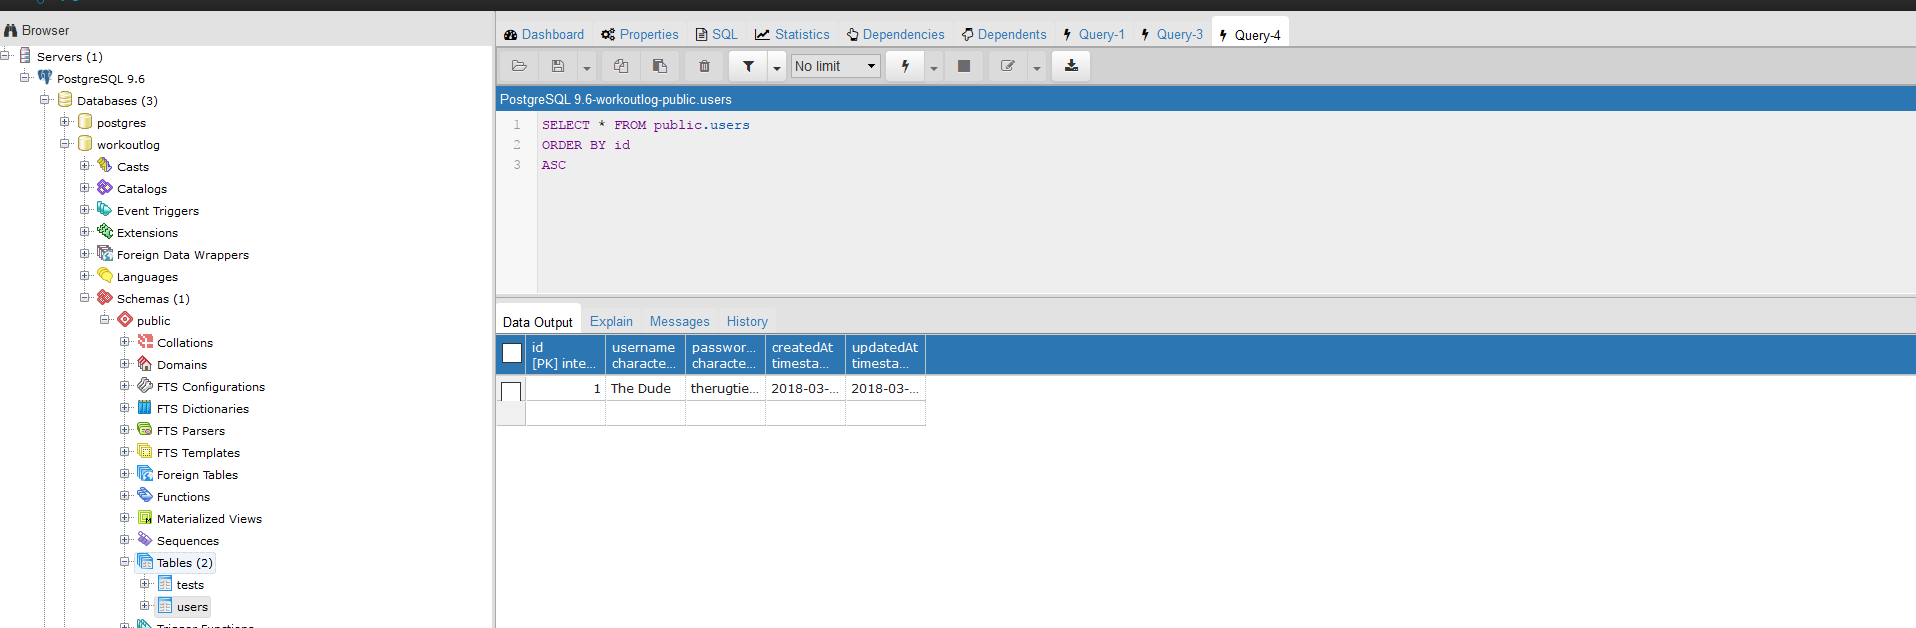 Browser
Servers (1)
PostgreSQL 9.6
Databases (3)
postgres
workoutlog
Casts
Catalogs
Event Triggers
Extensions
Foreign Data Wrappers
Languages
Schemas (1)
public
Collations
Domains
FTS Configurations
FTS Dictionaries
FTS Parsers
FTS Templates
Foreign Tables
Functions
Materialized Views
Sequences
Tables (2)
tests
users
Trigger Functions
Dashboard Properties SQL Statistics Dependencies Dependents Query-1 Query-3 Query-4
No limit
PostgreSQL 9.6-workoutlog-public.users
1 SELECT * FROM public.users
2 ORDER BY id
3 ASC
Data Output Explain Messages History
id username passwor... createdAt updatedAt
[PK] inte... characte... characte... timesta... timesta...
1 The Dude therugtie... 2018-03-... 2018-03-...